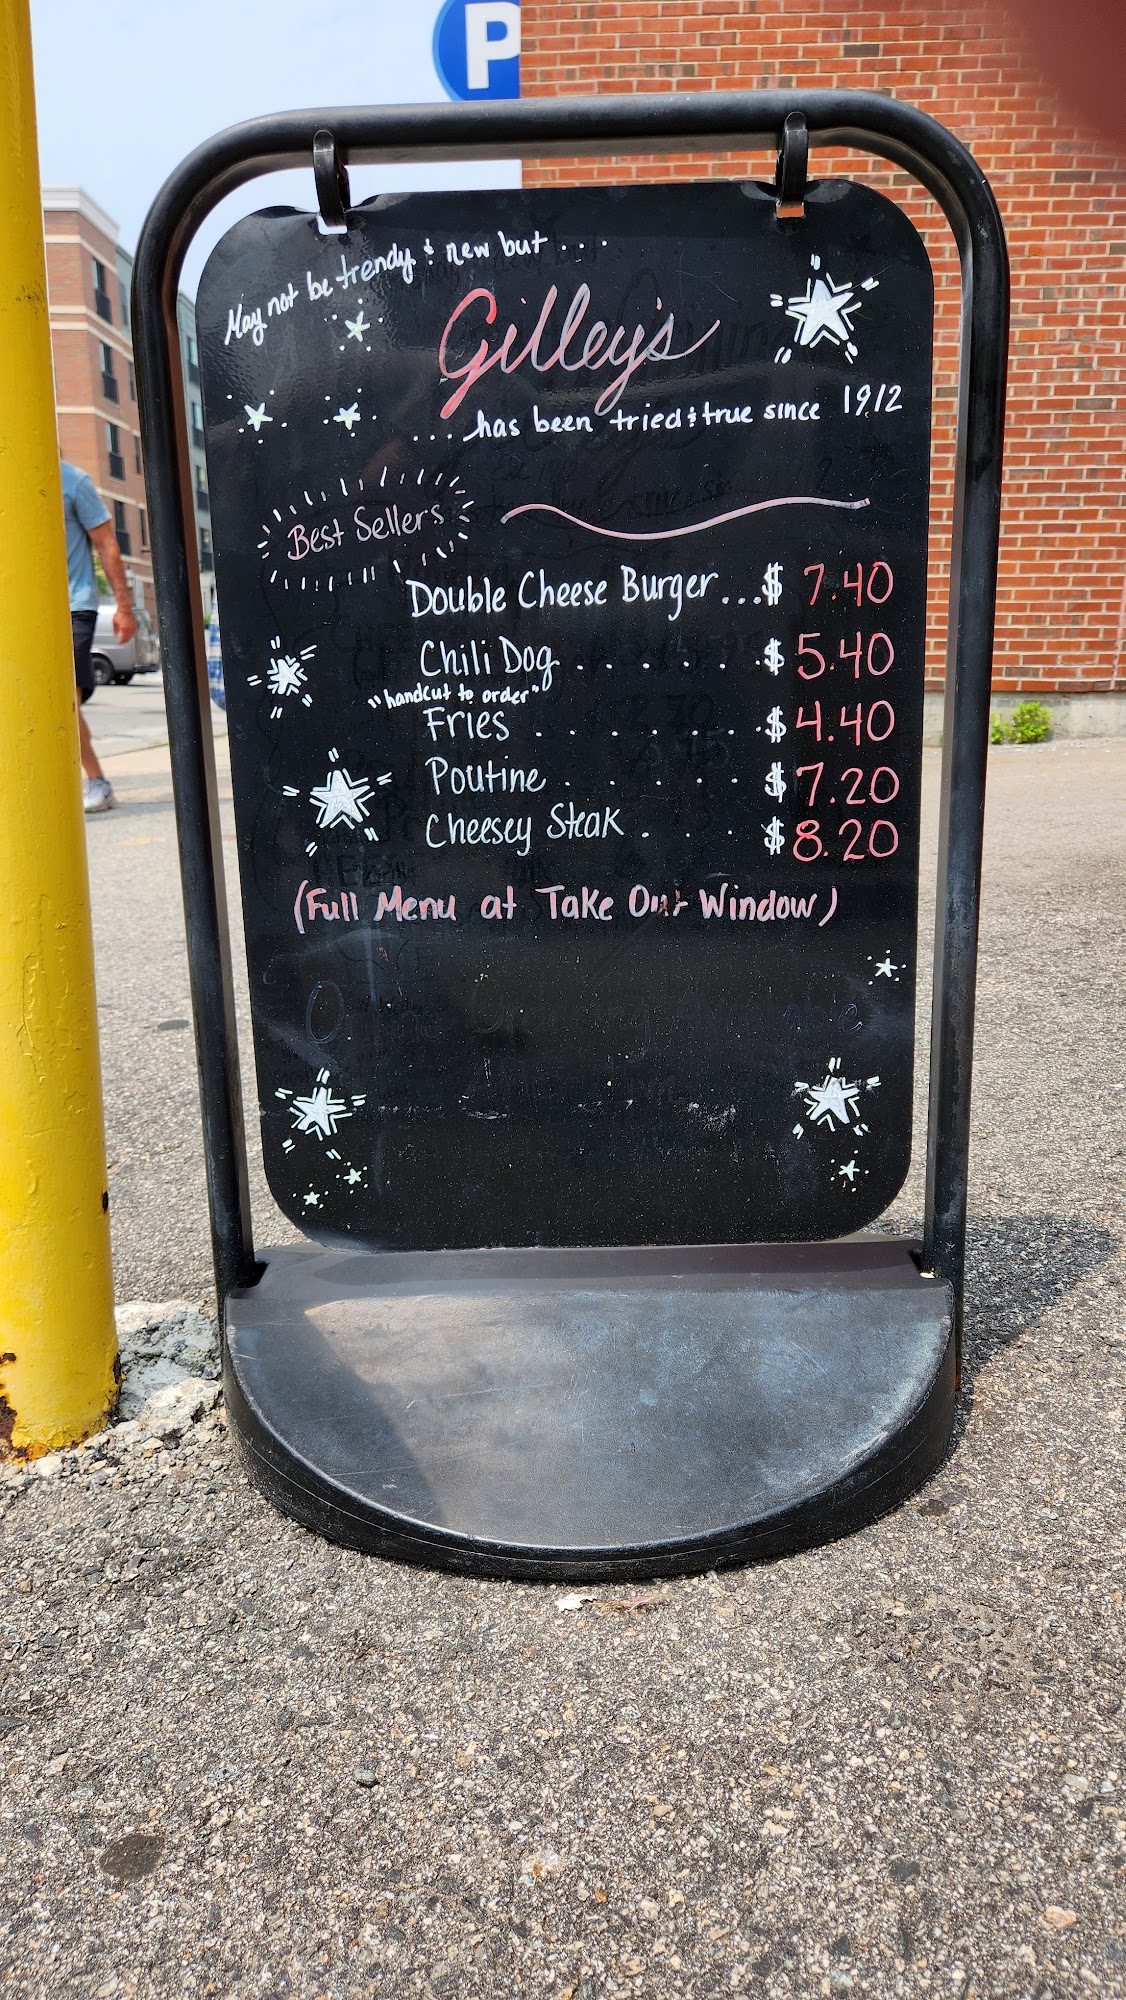 P
May not be trendy & new but ...
Gilley's
... has been tried & true since 1912
Best Sellers
Double Cheese Burger ... $ 7.40
Chili Dog . . . . . . . $ 5.40
"handcut to order"
Fries . . . . . . . $ 4.40
Poutine . . . . . $ 7.20
Cheesey Steak . . . $ 8.20
(Full Menu at Take Out Window)